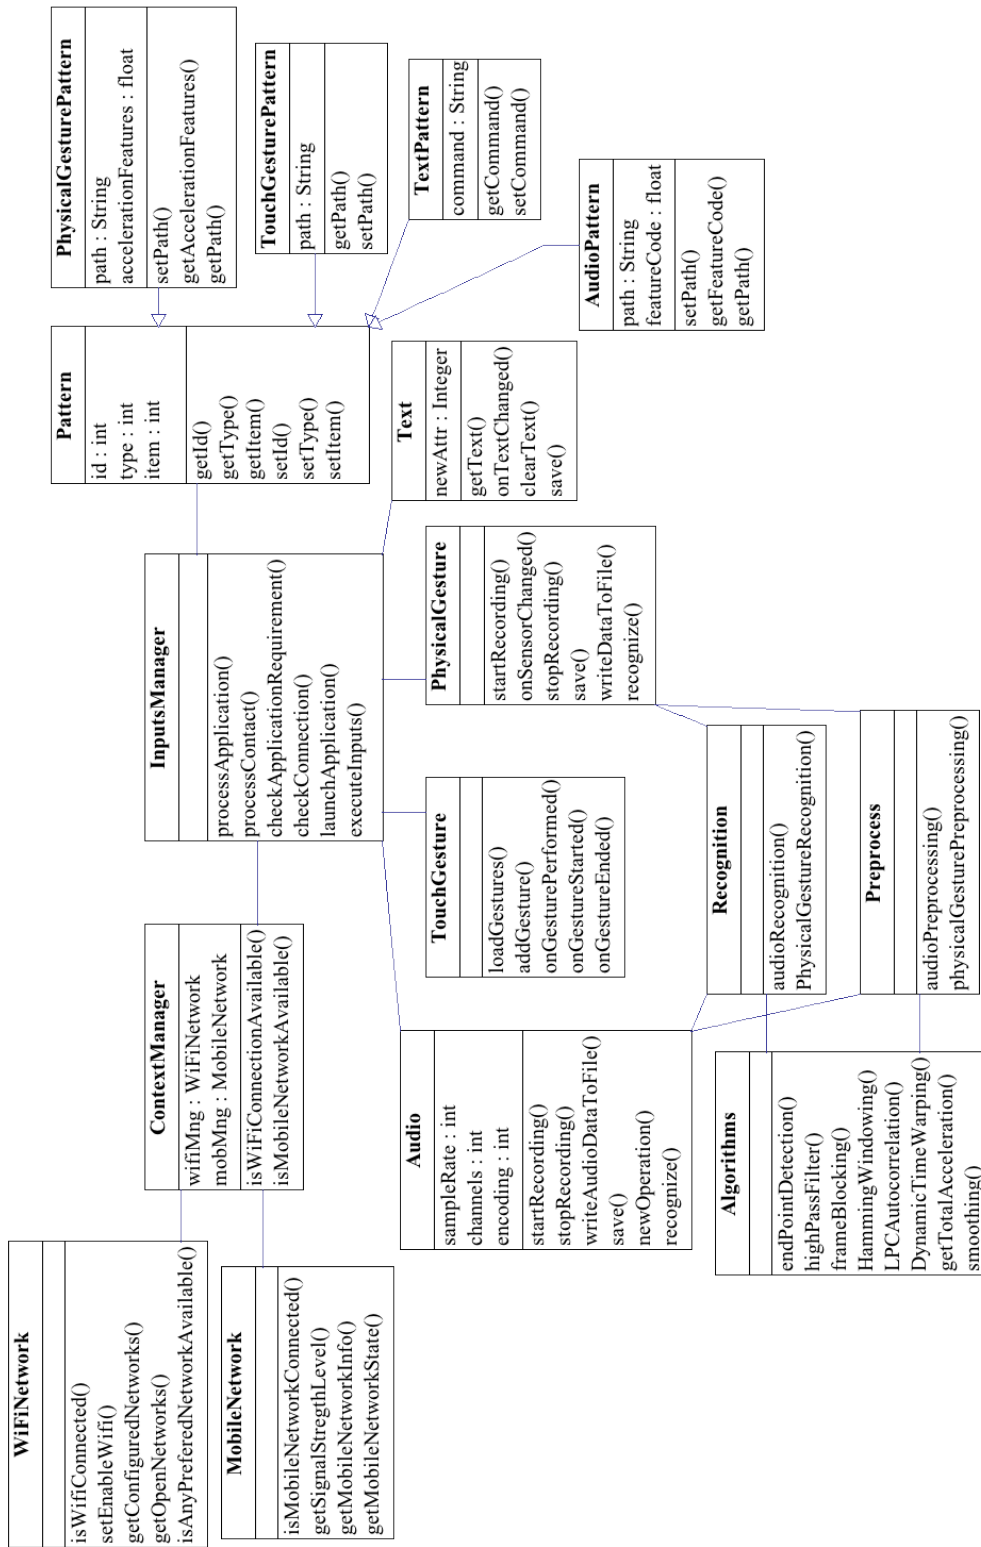 WiFiNetwork
isWifiConnected()
setEnableWifi()
getConfiguredNetworks()
getOpenNetworks()
isAnyPreferedNetworkAvailable()
MobileNetwork
isMobileNetworkConnected()
getSignalStregthLevel()
getMobileNetworkInfo()
getMobileNetworkState()
ContextManager
wifiMng : WiFiNetwork
mobMng : MobileNetwork
isWiFiConnectionAvailable()
isMobileNetworkAvailable()
InputsManager
processApplication()
processContact()
checkApplicationRequirement()
checkConnection()
launchApplication()
executeInputs()
Pattern
id : int
type : int
item : int
getId()
getType()
getItem()
setId()
setType()
setItem()
PhysicalGesturePattern
path : String
accelerationFeatures : float
setPath()
getAccelerationFeatures()
getPath()
TouchGesturePattern
path : String
getPath()
setPath()
TextPattern
command : String
getCommand()
setCommand()
AudioPattern
path : String
featureCode : float
setPath()
getFeatureCode()
getPath()
Audio
sampleRate : int
channels : int
encoding : int
startRecording()
stopRecording()
writeAudioDataToFile()
save()
newOperation()
recognize()
TouchGesture
loadGestures()
addGesture()
onGesturePerformed()
onGestureStarted()
onGestureEnded()
PhysicalGesture
startRecording()
onSensorChanged()
stopRecording()
save()
writeDataToFile()
recognize()
Text
newAttr : Integer
getText()
onTextChanged()
clearText()
save()
Algorithms
endPointDetection()
highPassFilter()
frameBlocking()
HammingWindowing()
LPCAutocorrelation()
DynamicTimeWarping()
getTotalAcceleration()
smoothing()
Recognition
audioRecognition()
PhysicalGestureRecognition()
Preprocess
audioPreprocessing()
physicalGesturePreprocessing()